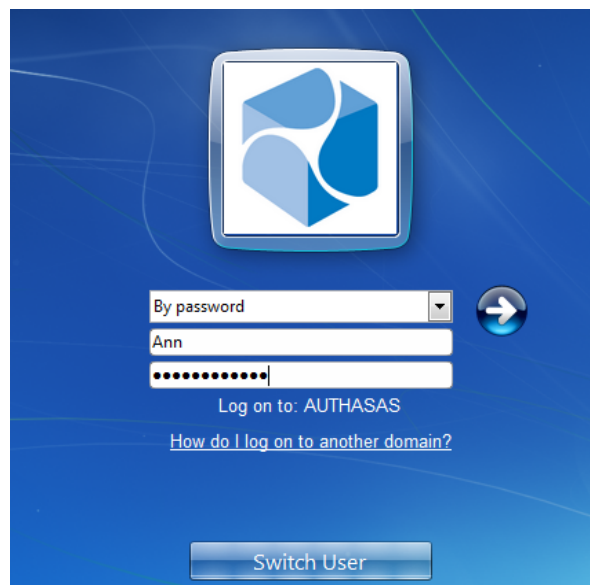 By password
Ann
●●●●●●●●●●●●
Log on to: AUTHASAS
How do I log on to another domain?
Switch User